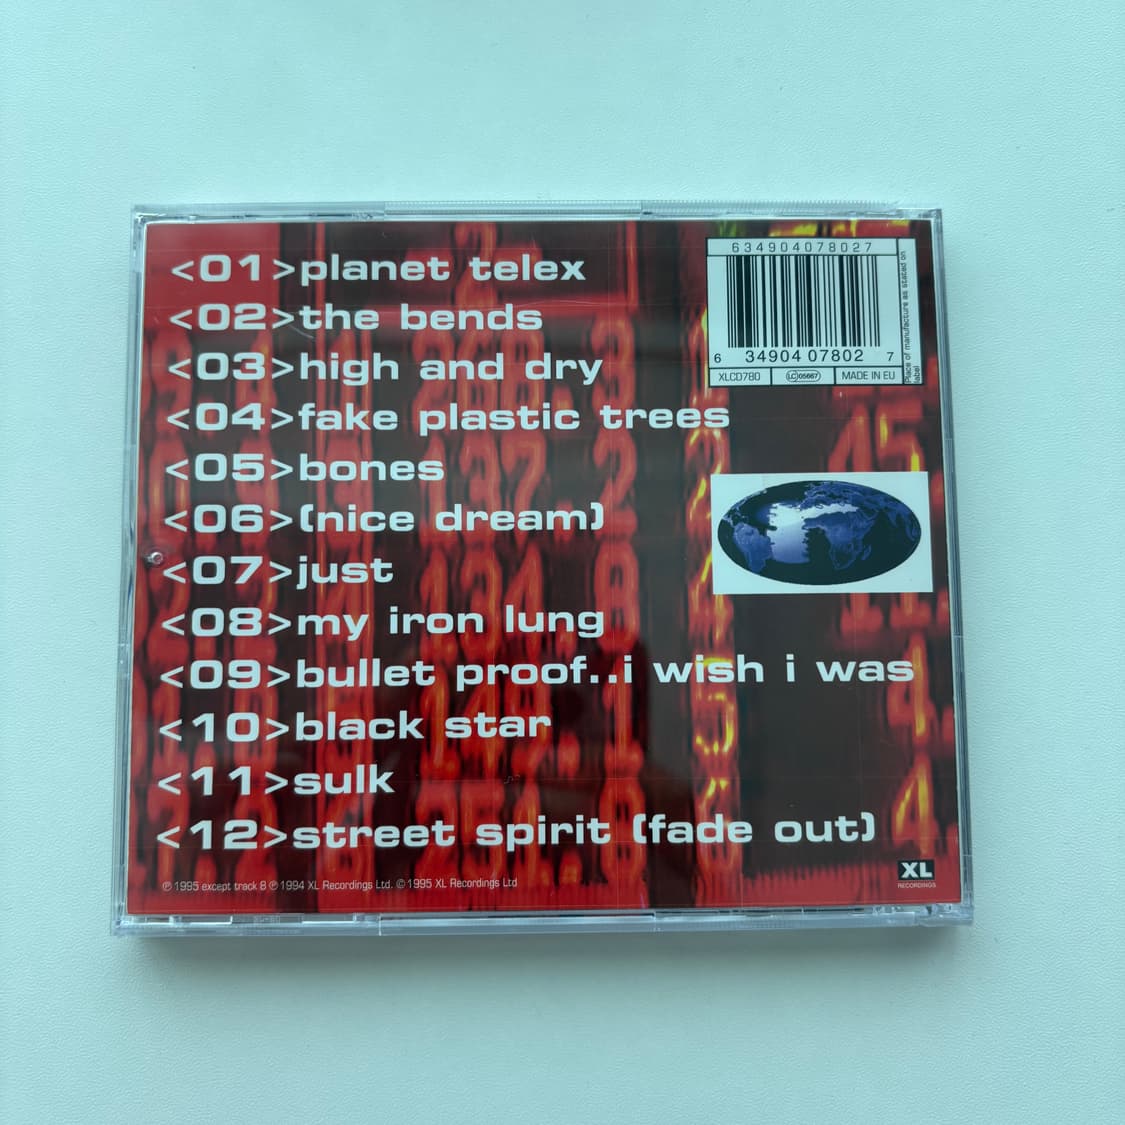 <01>planet telex
<02>the bends
<03>high and dry
<04>fake plastic trees
<05>bones
<06>(nice dream)
<07>just
<08>my iron lung
<09>bullet proof..i wish i was
<10>black star
<11>sulk
<12>street spirit (fade out)
634904078027
6 34904 07802 7
XLCD780
LC 05667
MADE IN EU
Place of manufacture as stated on
label
℗ 1995 except track 8 ℗ 1994 XL Recordings Ltd. © 1995 XL Recordings Ltd
XL
RECORDINGS